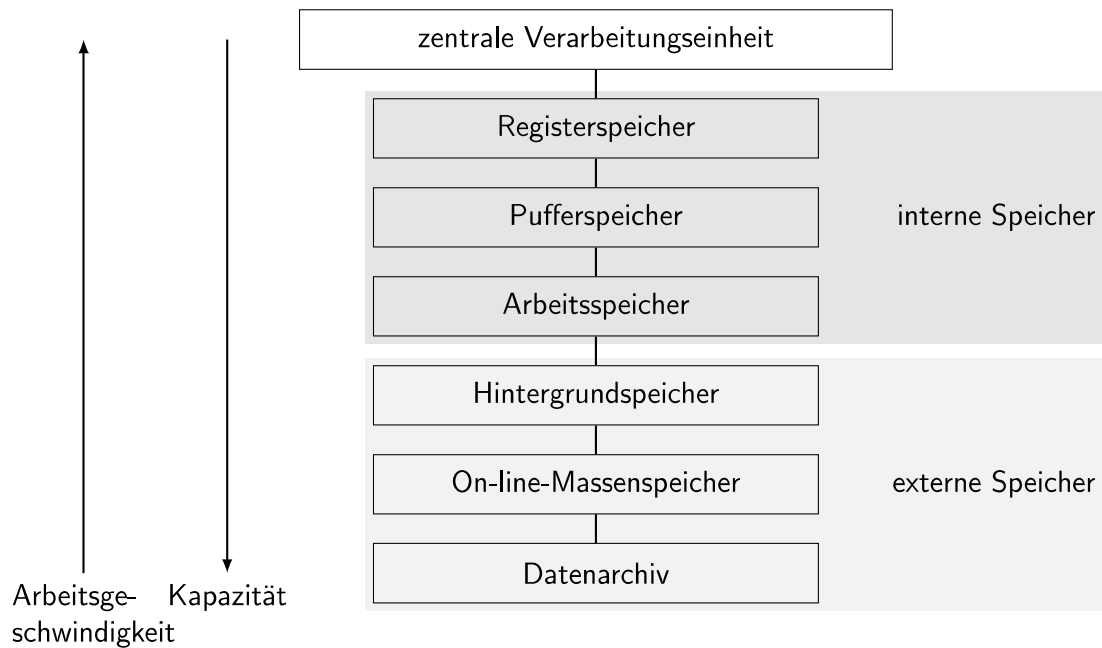 zentrale Verarbeitungseinheit
Registerspeicher
Pufferspeicher
interne Speicher
Arbeitsspeicher
Hintergrundspeicher
On-line-Massenspeicher
externe Speicher
Datenarchiv
Arbeitsge-
schwindigkeit
Kapazität